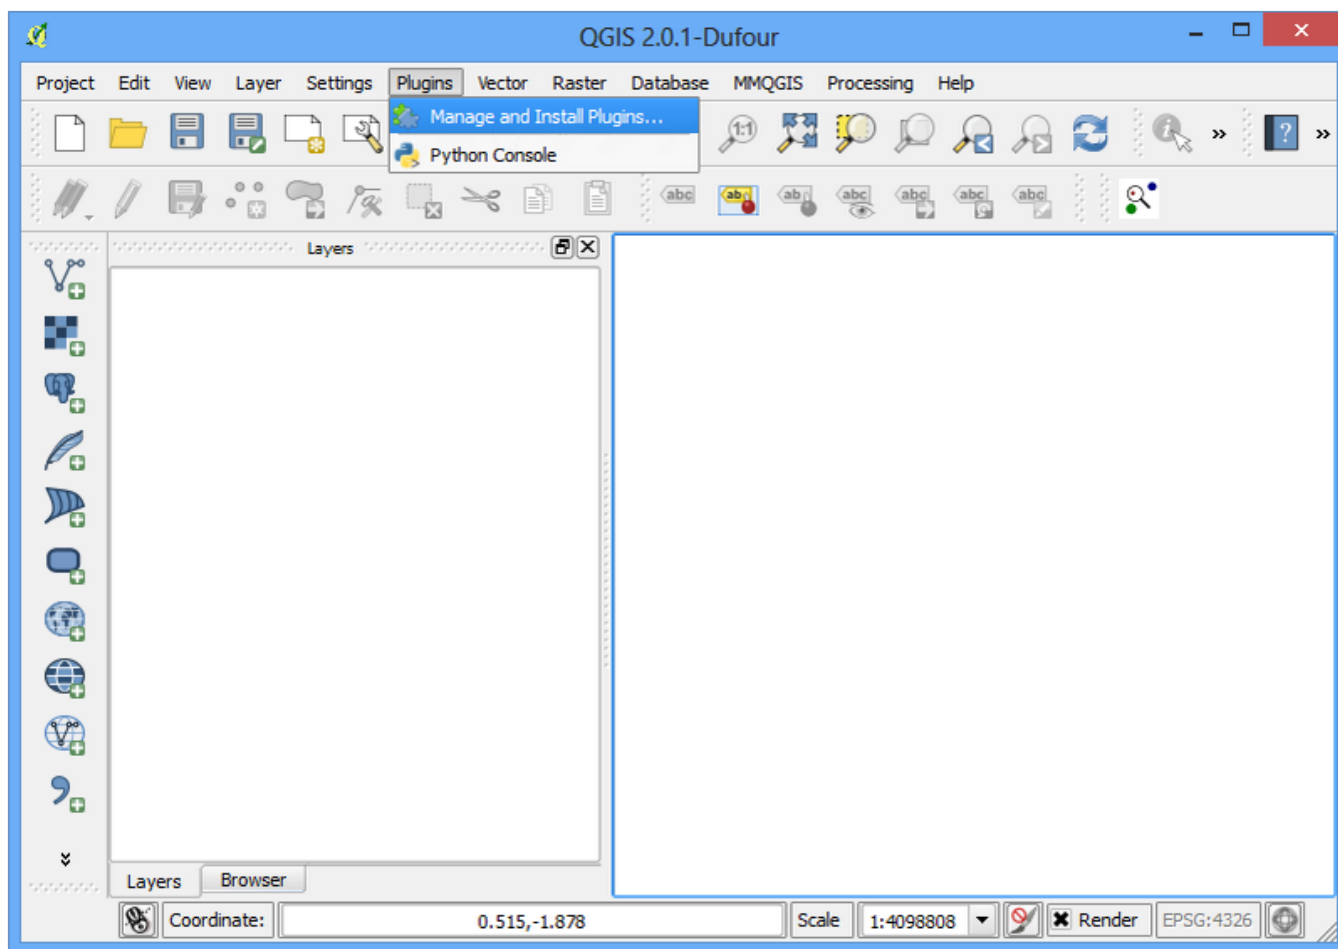 QGIS 2.0.1-Dufour
Project Edit View Layer Settings Plugins Vector Raster Database MMQGIS Processing Help
Manage and Install Plugins...
1:1
»
?
»
Python Console
abc ab ab abc abc abc abc
Layers
Layers Browser
Coordinate: 0.515,-1.878 Scale 1:4098808 Render EPSG:4326